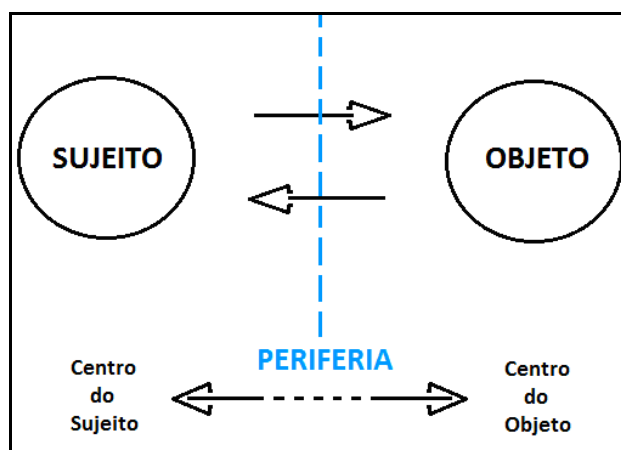 SUJEITO
OBJETO
PERIFERIA
Centro
do
Sujeito
Centro
do
Objeto